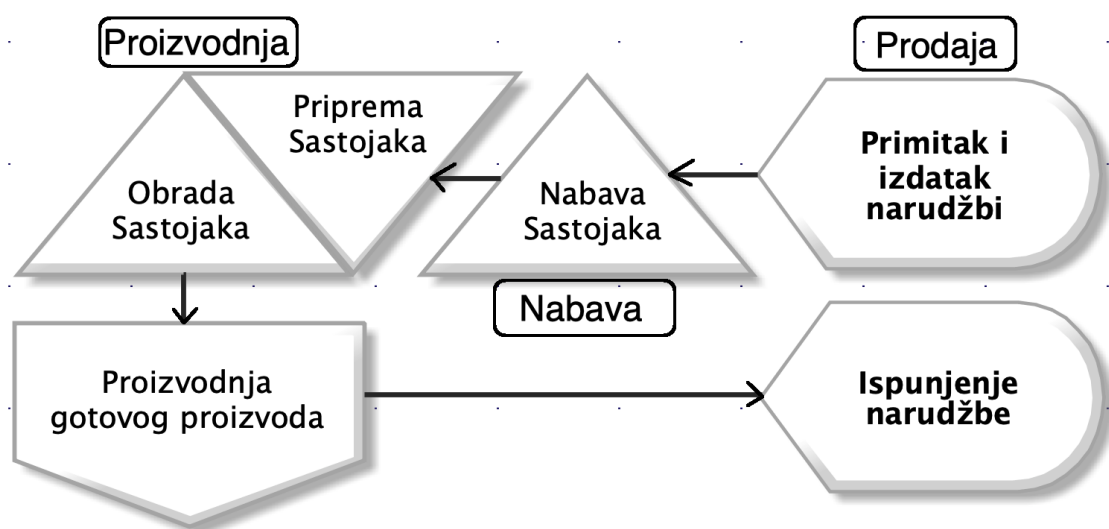 Proizvodnja
Prodaja
Priprema
Sastojaka
Obrada
Sastojaka
Nabava
Sastojaka
Primitak i
izdatak
narudžbi
Nabava
Proizvodnja
gotovog proizvoda
Ispunjenje
narudžbe